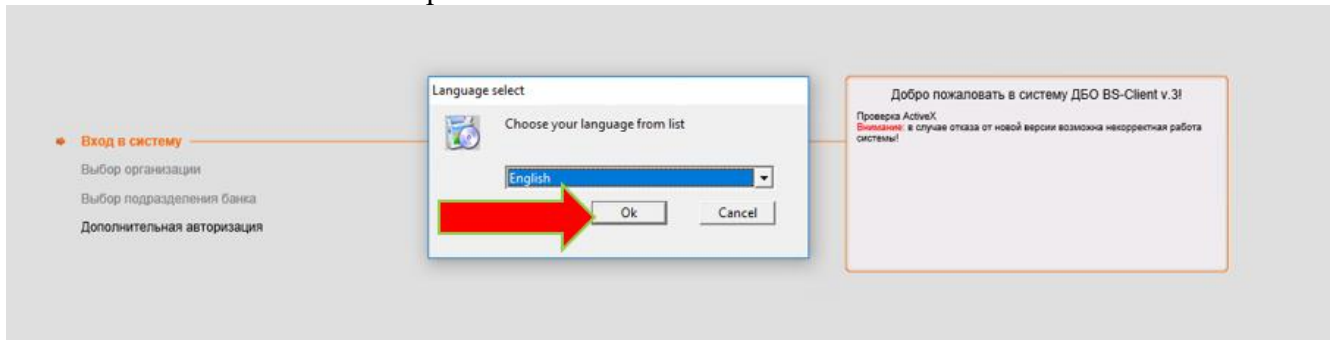 Language select
Choose your language from list
English
Ok
Cancel
Вход в систему
Выбор организации
Выбор подразделения банка
Дополнительная авторизация
Добро пожаловать в систему ДБО BS-Client v.3!
Проверка ActiveX
Внимание: в случае отказа от новой версии возможна некорректная работа
системы!